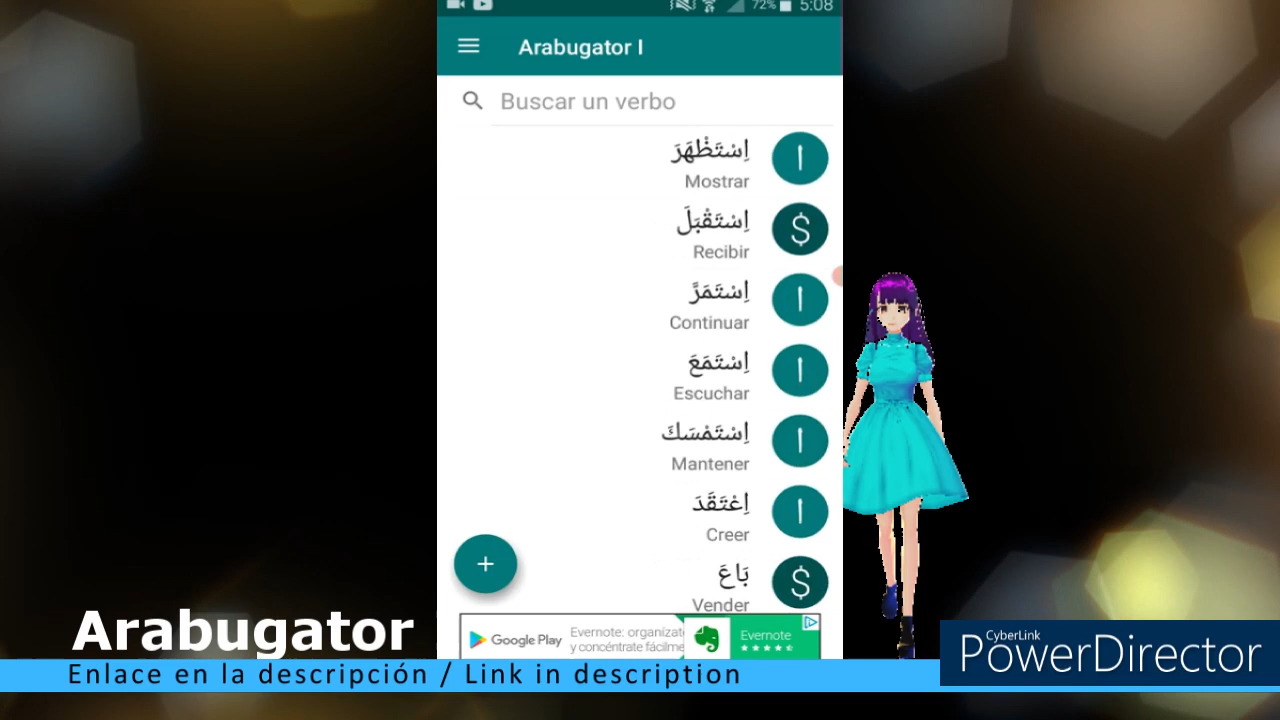 72% 5:08
Arabugator I
Buscar un verbo
اِسْتَظْهَرَ
Mostrar
ا
اِسْتَقْبَلَ
Recibir
$
اِسْتَمَرَّ
Continuar
ا
اِسْتَمَعَ
Escuchar
ا
اِسْتَمْسَكَ
Mantener
ا
اِعْتَقَدَ
Creer
ا
بَاعَ
Vender
$
+
Google Play
Evernote: organízat
y concéntrate fácilme
Evernote
Arabugator
Enlace en la descripción / Link in description
CyberLink
PowerDirector